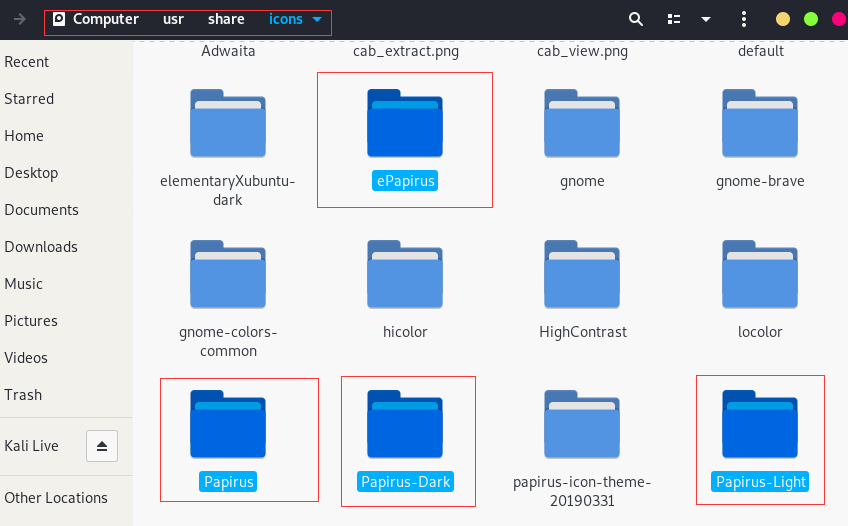 Computer usr share icons
Adwaita cab_extract.png cab_view.png default
Recent
Starred
Home
Desktop
Documents
Downloads
Music
Pictures
Videos
Trash
Kali Live
Other Locations
elementaryXubuntu-
dark
ePapirus
gnome
gnome-brave
gnome-colors-
common
hicolor
HighContrast
locolor
Papirus
Papirus-Dark
papirus-icon-theme-
20190331
Papirus-Light